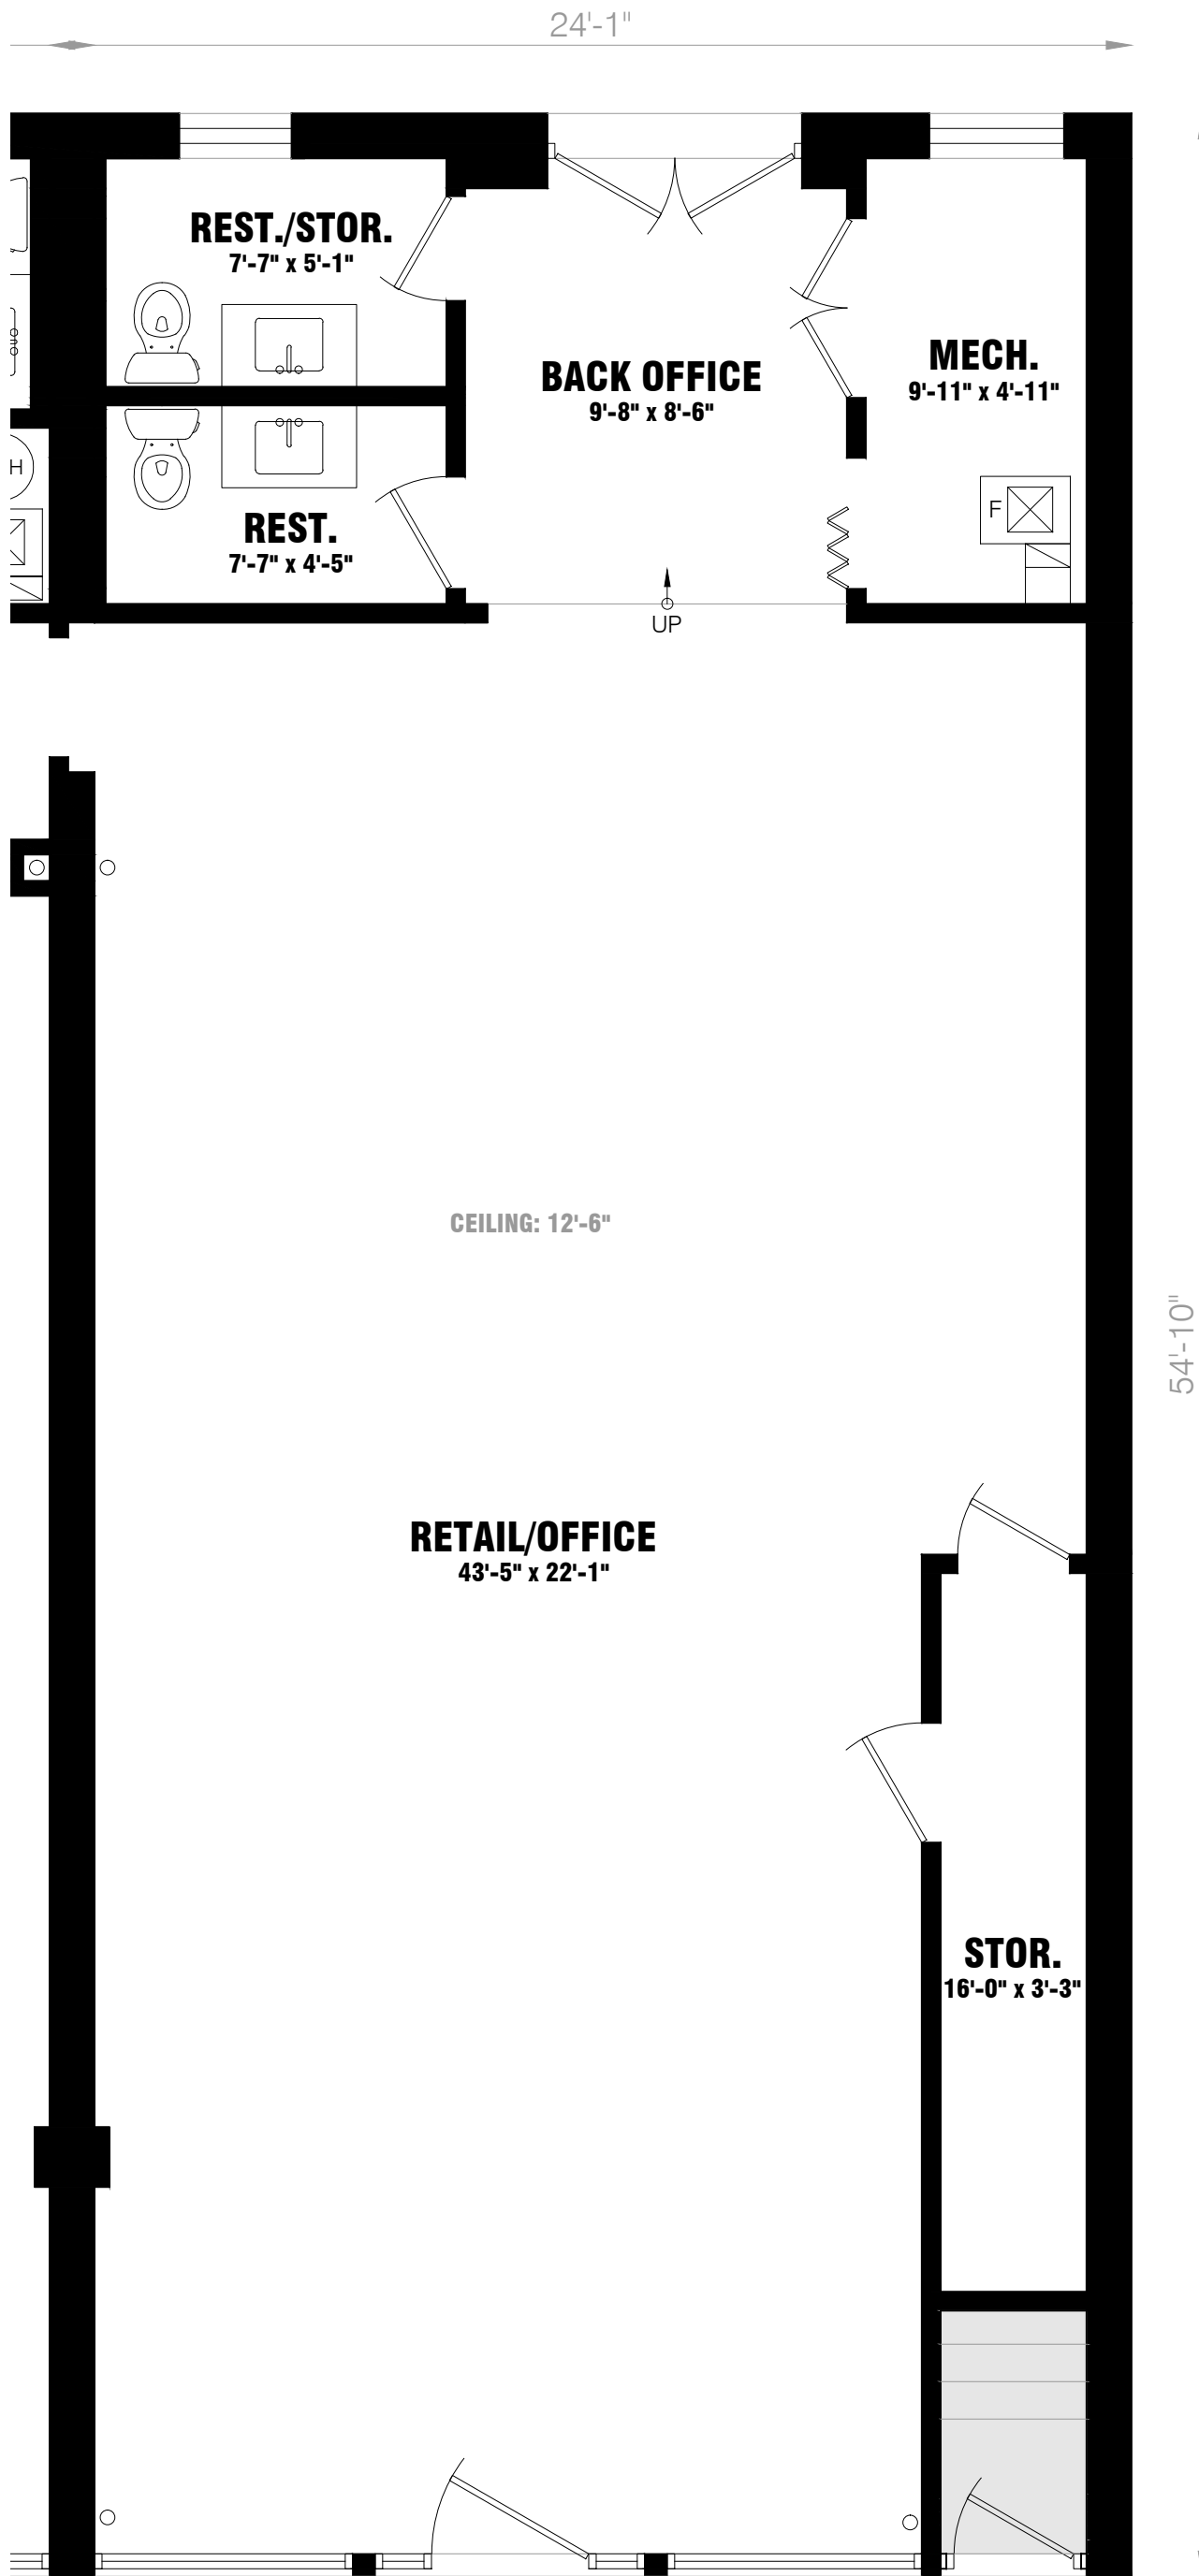 24'-1"
REST./STOR.
7'-7" x 5'-1"
BACK OFFICE
9'-8" x 8'-6"
MECH.
9'-11" x 4'-11"
H
F
REST.
7'-7" x 4'-5"
UP
CEILING: 12'-6"
54'-10"
RETAIL/OFFICE
43'-5" x 22'-1"
STOR.
16'-0" x 3'-3"